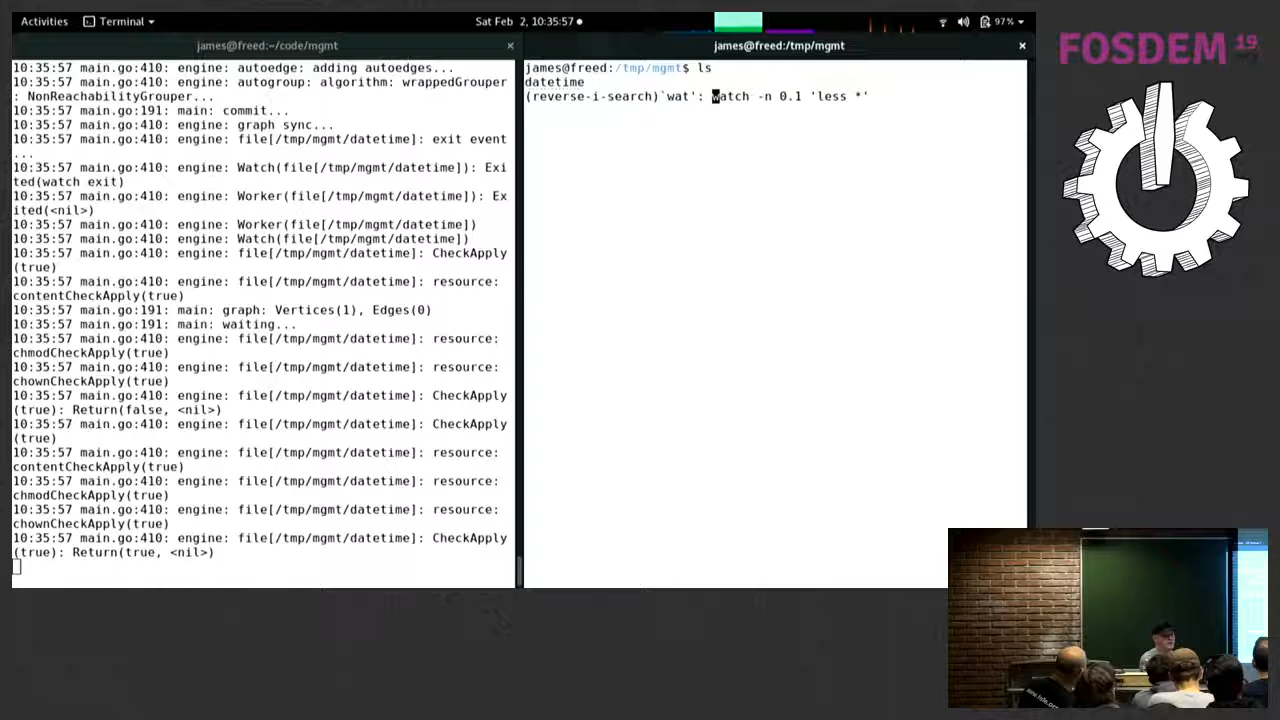 Activities
Terminal
Sat Feb 2, 10:35:57
97%
james@freed:~/code/mgmt
10:35:57 main.go:410: engine: autoedge: adding autoedges...
10:35:57 main.go:410: engine: autogroup: algorithm: wrappedGrouper
: NonReachabilityGrouper...
10:35:57 main.go:191: main: commit...
10:35:57 main.go:410: engine: graph sync...
10:35:57 main.go:410: engine: file[/tmp/mgmt/datetime]: exit event
...
10:35:57 main.go:410: engine: Watch(file[/tmp/mgmt/datetime]): Exi
ted(watch exit)
10:35:57 main.go:410: engine: Worker(file[/tmp/mgmt/datetime]): Ex
ited(<nil>)
10:35:57 main.go:410: engine: Worker(file[/tmp/mgmt/datetime])
10:35:57 main.go:410: engine: Watch(file[/tmp/mgmt/datetime])
10:35:57 main.go:410: engine: file[/tmp/mgmt/datetime]: CheckApply
(true)
10:35:57 main.go:410: engine: file[/tmp/mgmt/datetime]: resource:
contentCheckApply(true)
10:35:57 main.go:191: main: graph: Vertices(1), Edges(0)
10:35:57 main.go:191: main: waiting...
10:35:57 main.go:410: engine: file[/tmp/mgmt/datetime]: resource:
chmodCheckApply(true)
10:35:57 main.go:410: engine: file[/tmp/mgmt/datetime]: resource:
chownCheckApply(true)
10:35:57 main.go:410: engine: file[/tmp/mgmt/datetime]: CheckApply
(true): Return(false, <nil>)
10:35:57 main.go:410: engine: file[/tmp/mgmt/datetime]: CheckApply
(true)
10:35:57 main.go:410: engine: file[/tmp/mgmt/datetime]: resource:
contentCheckApply(true)
10:35:57 main.go:410: engine: file[/tmp/mgmt/datetime]: resource:
chmodCheckApply(true)
10:35:57 main.go:410: engine: file[/tmp/mgmt/datetime]: resource:
chownCheckApply(true)
10:35:57 main.go:410: engine: file[/tmp/mgmt/datetime]: CheckApply
(true): Return(true, <nil>)
james@freed:/tmp/mgmt
james@freed:/tmp/mgmt$ ls
datetime
(reverse-i-search)`wat': watch -n 0.1 'less *'
FOSDEM 19